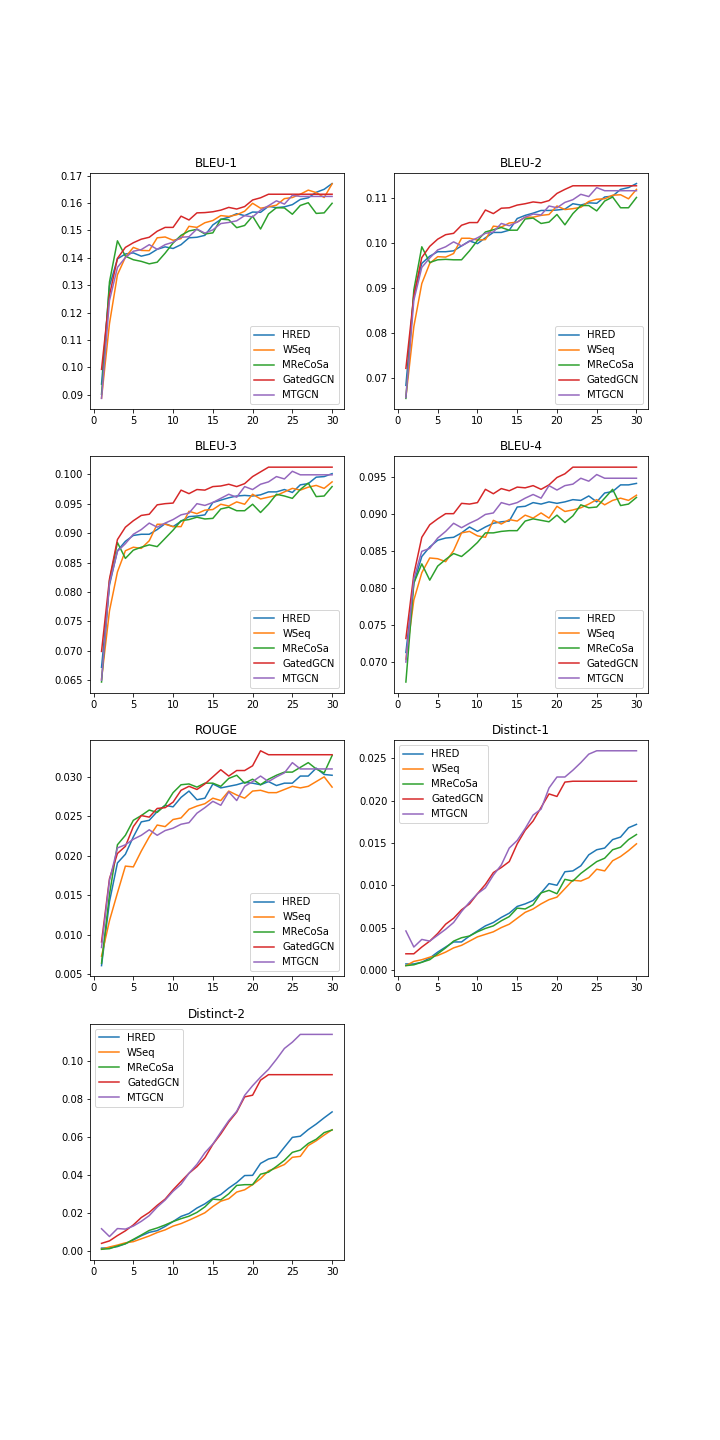 BLEU-1
0.17
0.16
0.15
0.14
0.13
0.12
0.11
0.10
0.09
HRED
WSeq
MReCoSa
GatedGCN
MTGCN
0 5 10 15 20 25 30
BLEU-2
0.11
0.10
0.09
0.08
0.07
HRED
WSeq
MReCoSa
GatedGCN
MTGCN
0 5 10 15 20 25 30
BLEU-3
0.100
0.095
0.090
0.085
0.080
0.075
0.070
0.065
HRED
WSeq
MReCoSa
GatedGCN
MTGCN
0 5 10 15 20 25 30
BLEU-4
0.095
0.090
0.085
0.080
0.075
0.070
HRED
WSeq
MReCoSa
GatedGCN
MTGCN
0 5 10 15 20 25 30
ROUGE
0.030
0.025
0.020
0.015
0.010
0.005
HRED
WSeq
MReCoSa
GatedGCN
MTGCN
0 5 10 15 20 25 30
Distinct-1
0.025
0.020
0.015
0.010
0.005
0.000
HRED
WSeq
MReCoSa
GatedGCN
MTGCN
0 5 10 15 20 25 30
Distinct-2
0.10
0.08
0.06
0.04
0.02
0.00
HRED
WSeq
MReCoSa
GatedGCN
MTGCN
0 5 10 15 20 25 30